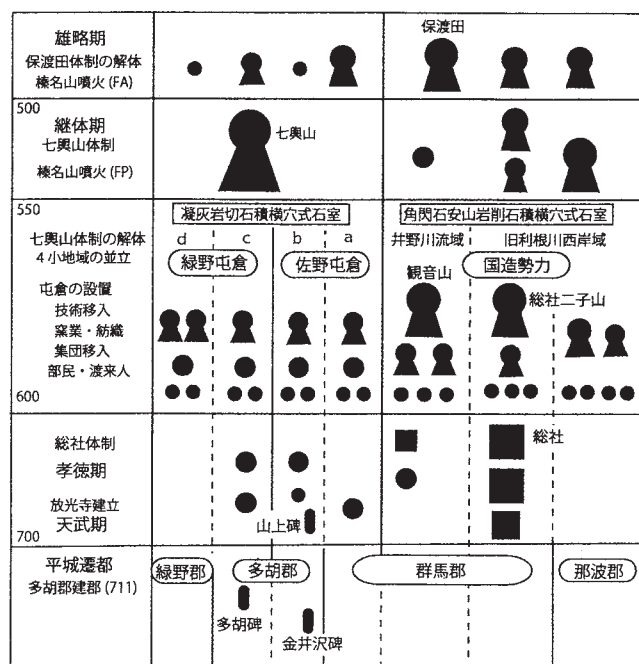 雄略期
保渡田体制の解体
榛名山噴火 (FA)
保渡田
500
継体期
七輿山体制
榛名山噴火 (FP)
七輿山
550
凝灰岩切石積横穴式石室
角閃石安山岩削石積横穴式石室
七輿山体制の解体
4小地域の並立
d
c
b
a
井野川流域
旧利根川西岸域
緑野屯倉
佐野屯倉
国造勢力
屯倉の設置
技術移入
窯業・紡織
集団移入
部民・渡来人
観音山
総社二子山
600
総社体制
孝徳期
放光寺建立
天武期
総社
山上碑
700
平城遷都
多胡郡建郡 (711)
緑野郡
多胡郡
群馬郡
那波郡
多胡碑
金井沢碑